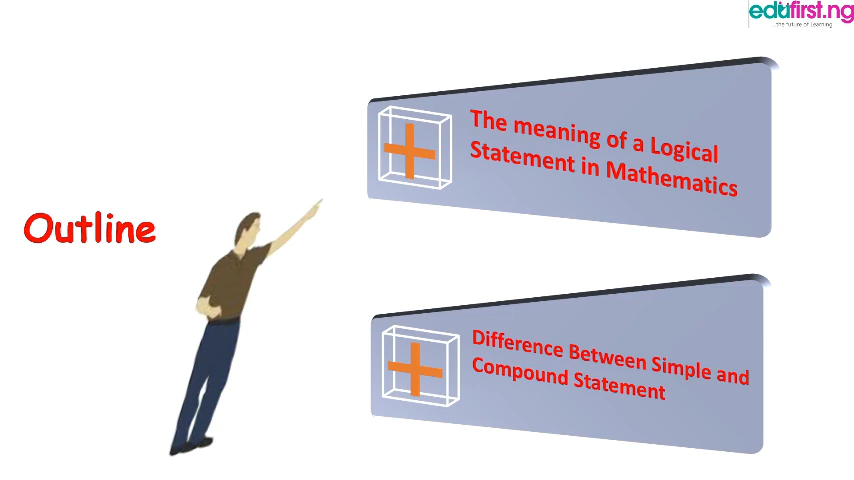 edufirst.ng
the future of learning
Outline
The meaning of a Logical
Statement in Mathematics
Difference Between Simple and
Compound Statement